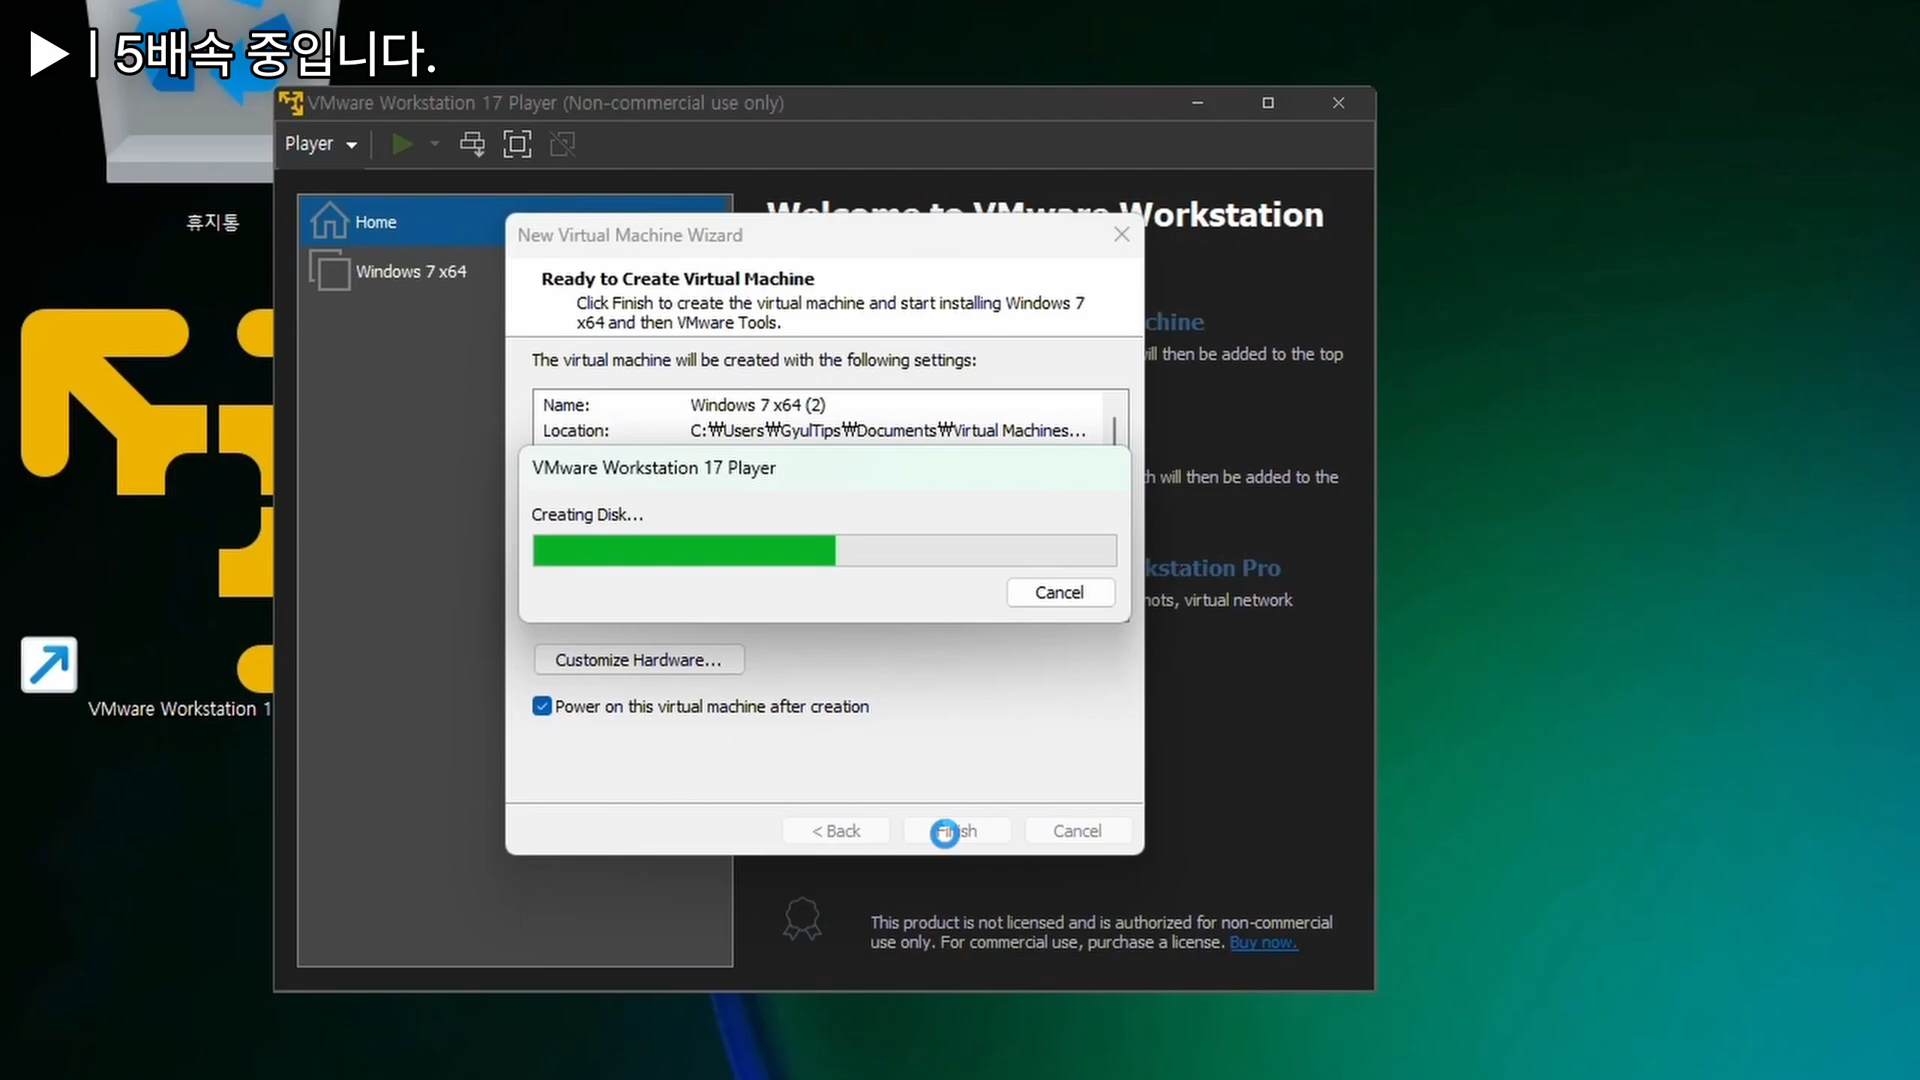 ▶ | 5배속 중입니다.
VMware Workstation 17 Player (Non-commercial use only)
Player
휴지통
Home
Windows 7 x64
Welcome to VMware Workstation
New Virtual Machine Wizard
Ready to Create Virtual Machine
Click Finish to create the virtual machine and start installing Windows 7
x64 and then VMware Tools.
The virtual machine will be created with the following settings:
Name: Windows 7 x64 (2)
Location: C:₩Users₩GyulTips₩Documents₩Virtual Machines...
chine
will then be added to the top
VMware Workstation 17 Player
Creating Disk...
Cancel
h will then be added to the
kstation Pro
hots, virtual network
Customize Hardware...
Power on this virtual machine after creation
VMware Workstation 1
< Back
Finish
Cancel
This product is not licensed and is authorized for non-commercial
use only. For commercial use, purchase a license. Buy now.